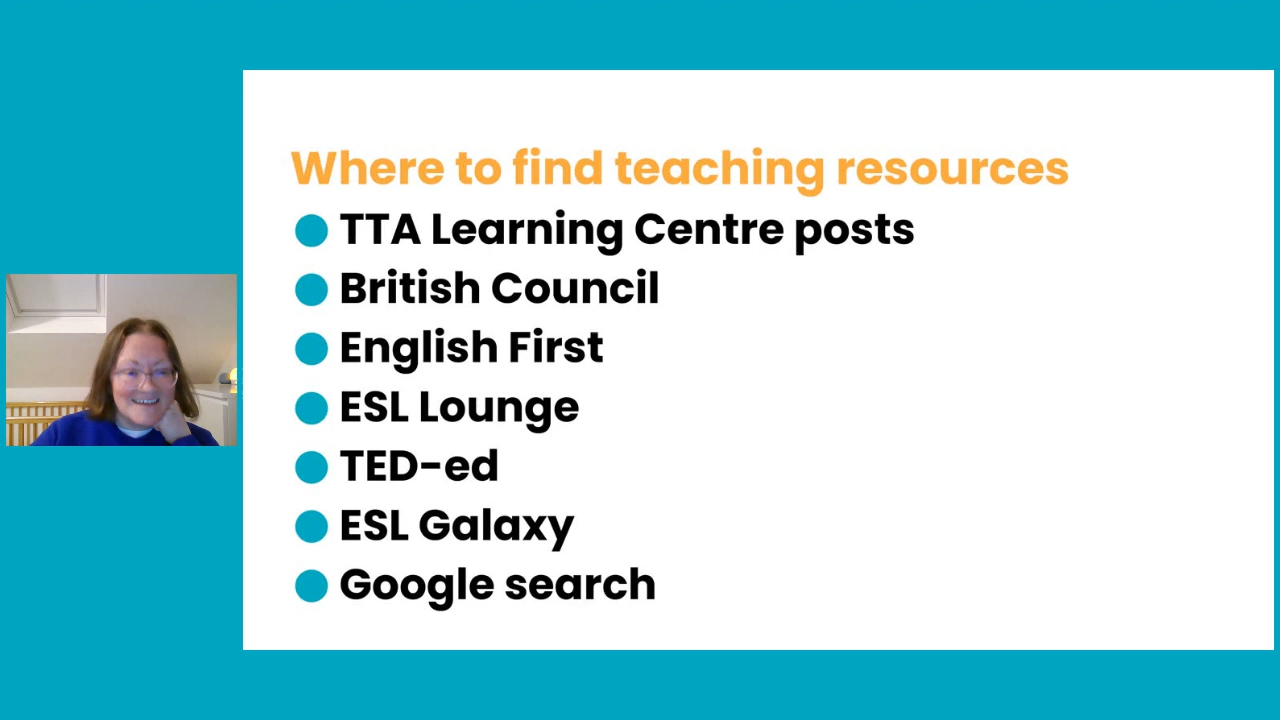 Where to find teaching resources
TTA Learning Centre posts
British Council
English First
ESL Lounge
TED-ed
ESL Galaxy
Google search